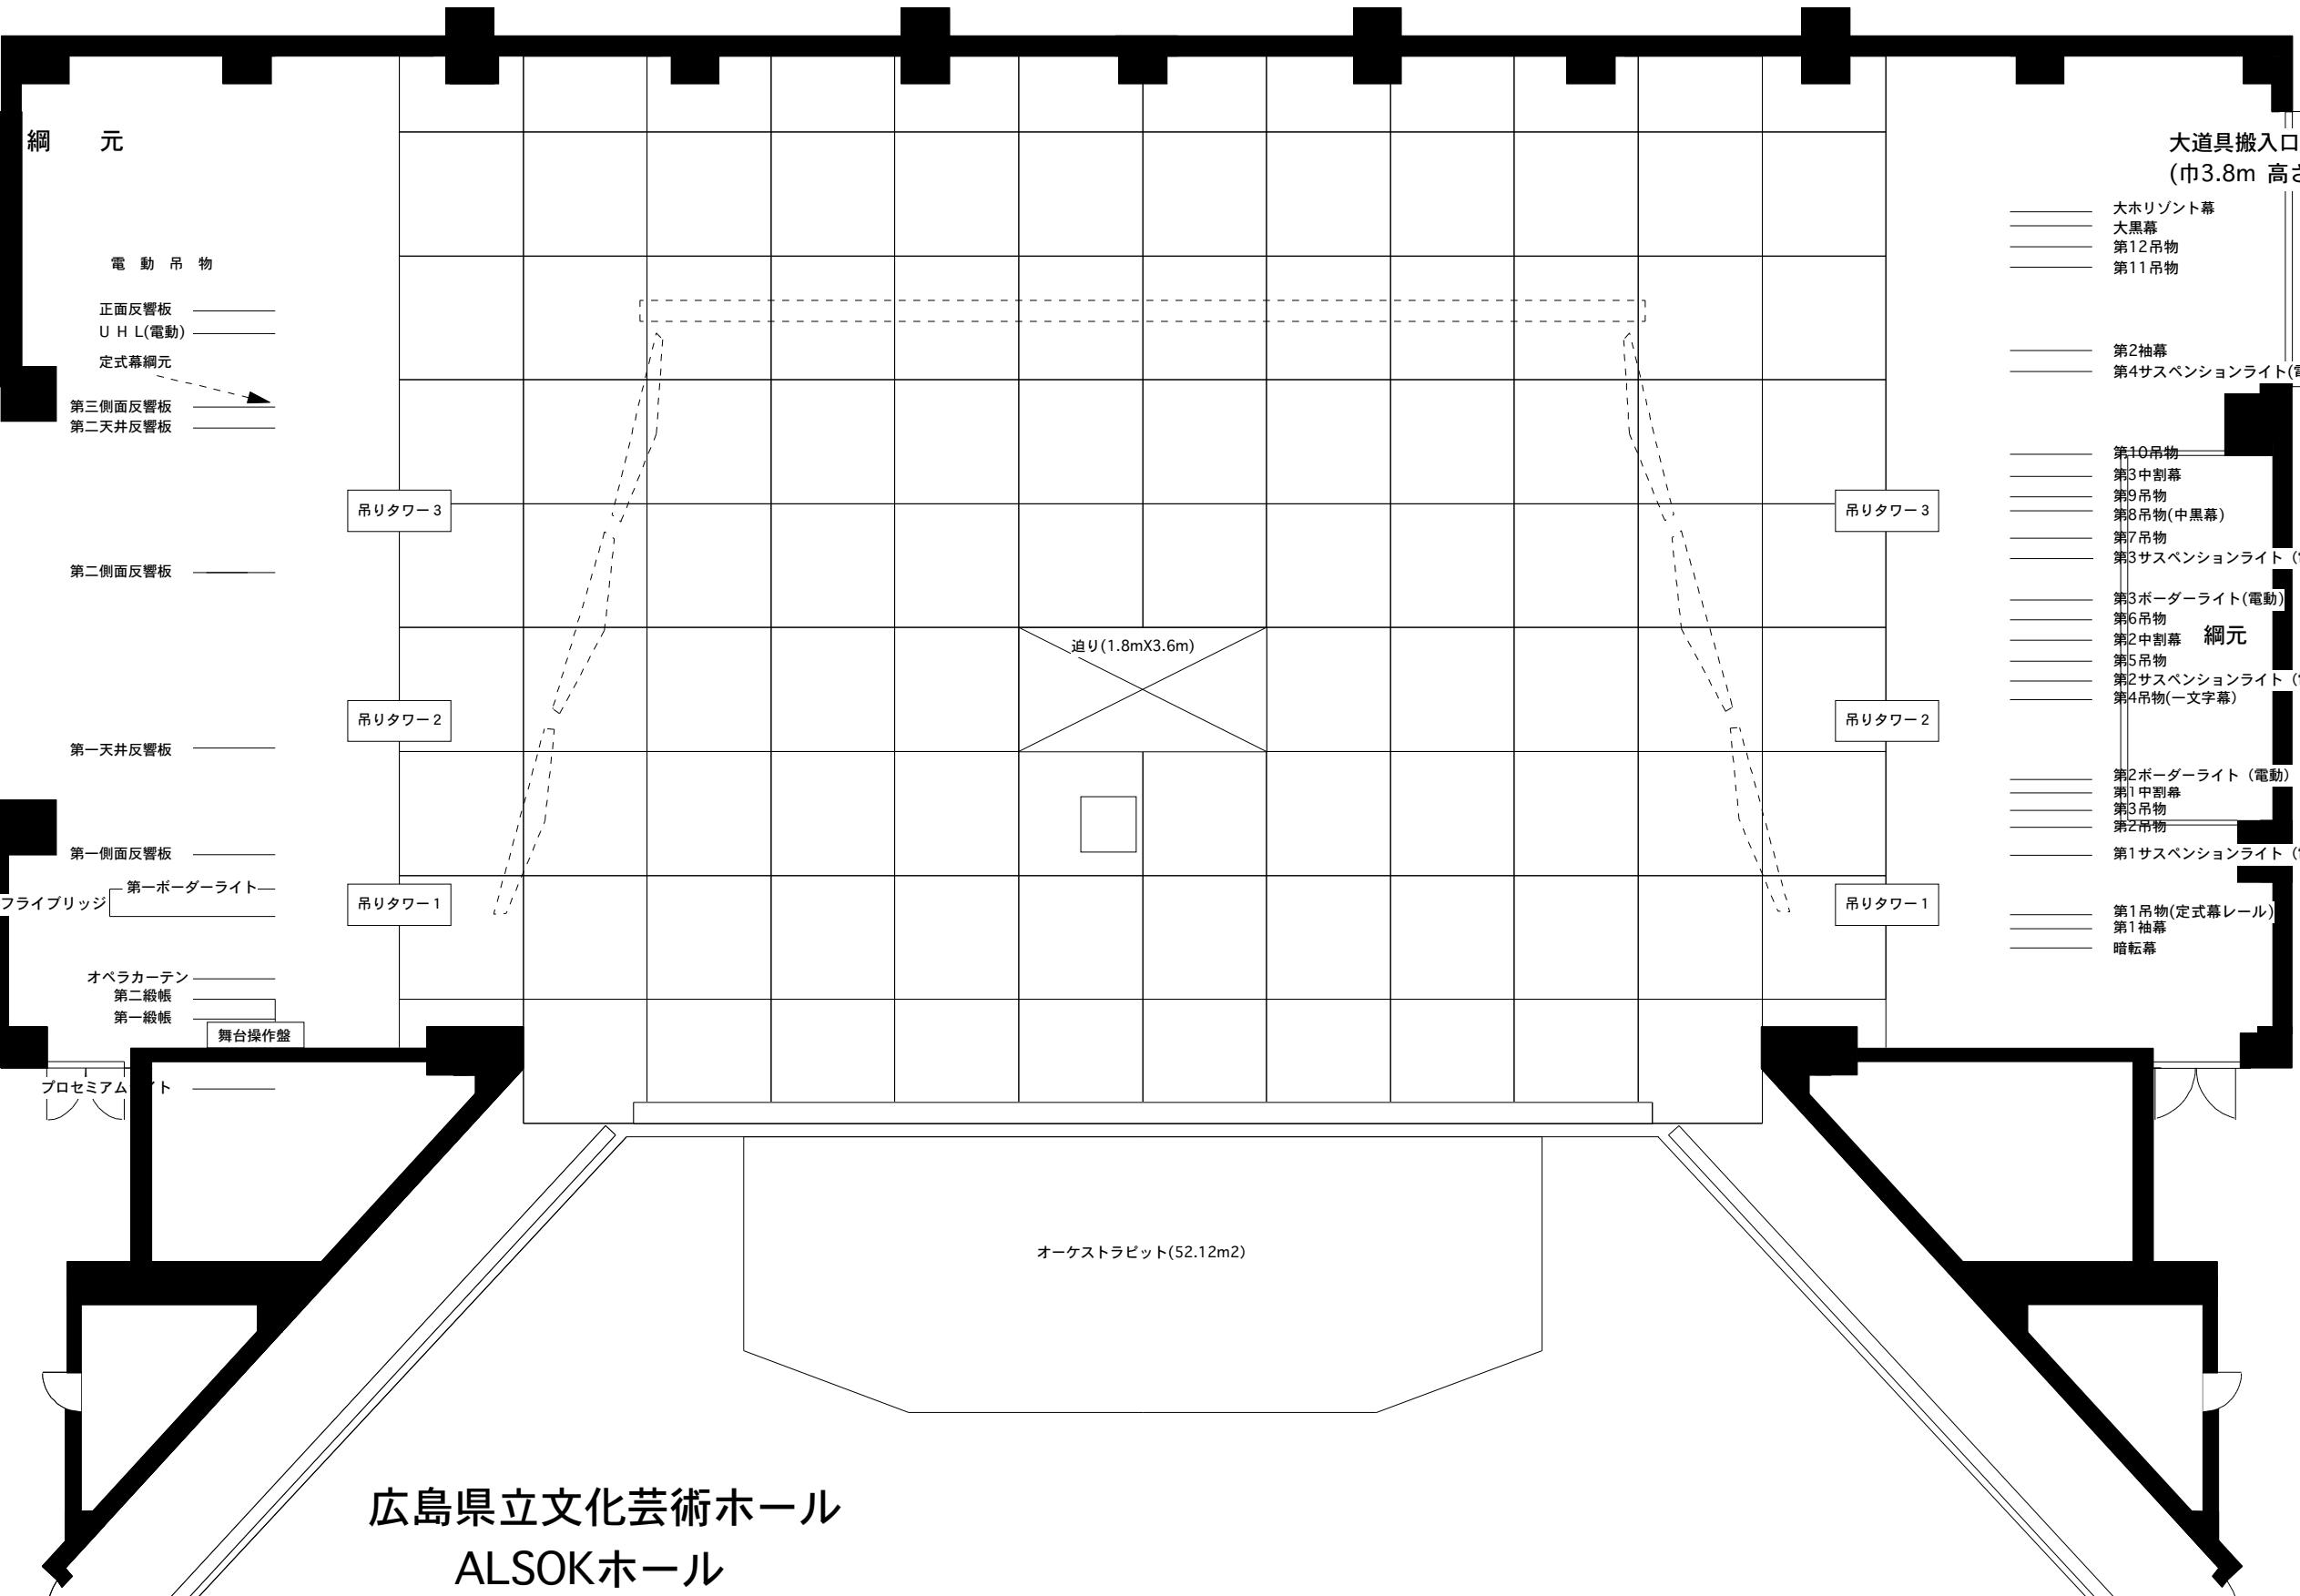 綱　元
大道具搬入口
(巾3.8m 高さ
電　動　吊　物
正面反響板
U H L(電動)
定式幕綱元
第三側面反響板
第二天井反響板
第二側面反響板
第一天井反響板
第一側面反響板
第一ボーダーライト
フライブリッジ
オペラカーテン
第二緞帳
第一緞帳
舞台操作盤
プロセミアム イト
吊りタワー3
吊りタワー2
吊りタワー1
迫り(1.8mX3.6m)
吊りタワー3
吊りタワー2
吊りタワー1
大ホリゾント幕
大黒幕
第12吊物
第11吊物
第2袖幕
第4サスペンションライト(電
第10吊物
第3中割幕
第9吊物
第8吊物(中黒幕)
第7吊物
第3サスペンションライト（
第3ボーダーライト(電動)
第6吊物
第2中割幕
綱元
第5吊物
第2サスペンションライト（
第4吊物(一文字幕）
第2ボーダーライト（電動）
第1中割幕
第3吊物
第2吊物
第1サスペンションライト（
第1吊物(定式幕レール)
第1袖幕
暗転幕
オーケストラピット(52.12m2)
広島県立文化芸術ホール
ALSOKホール